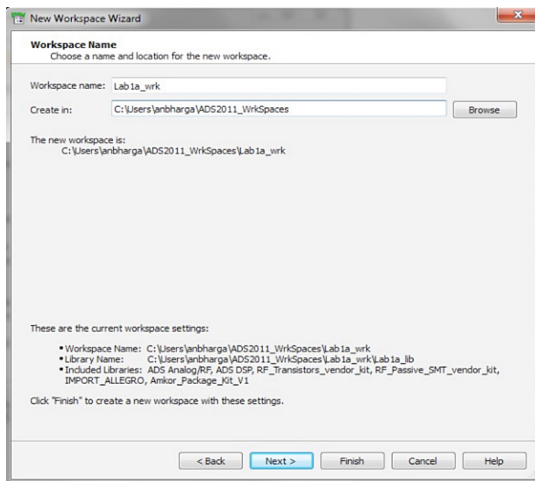 New Workspace Wizard
Workspace Name
Choose a name and location for the new workspace.
Workspace name: Lab1a_wrk
Create in: C:\Users\anbharga\ADS2011_WrkSpaces Browse
The new workspace is:
C:\Users\anbharga\ADS2011_WrkSpaces\Lab1a_wrk
These are the current workspace settings:
• Workspace Name: C:\Users\anbharga\ADS2011_WrkSpaces\Lab1a_wrk
• Library Name: C:\Users\anbharga\ADS2011_WrkSpaces\Lab1a_wrk\Lab1a_lib
• Included Libraries: ADS Analog/RF, ADS DSP, RF_Transistors_vendor_kit, RF_Passive_SMT_vendor_kit,
IMPORT_ALLEGRO, Amkor_Package_Kit_V1
Click "Finish" to create a new workspace with these settings.
< Back Next > Finish Cancel Help